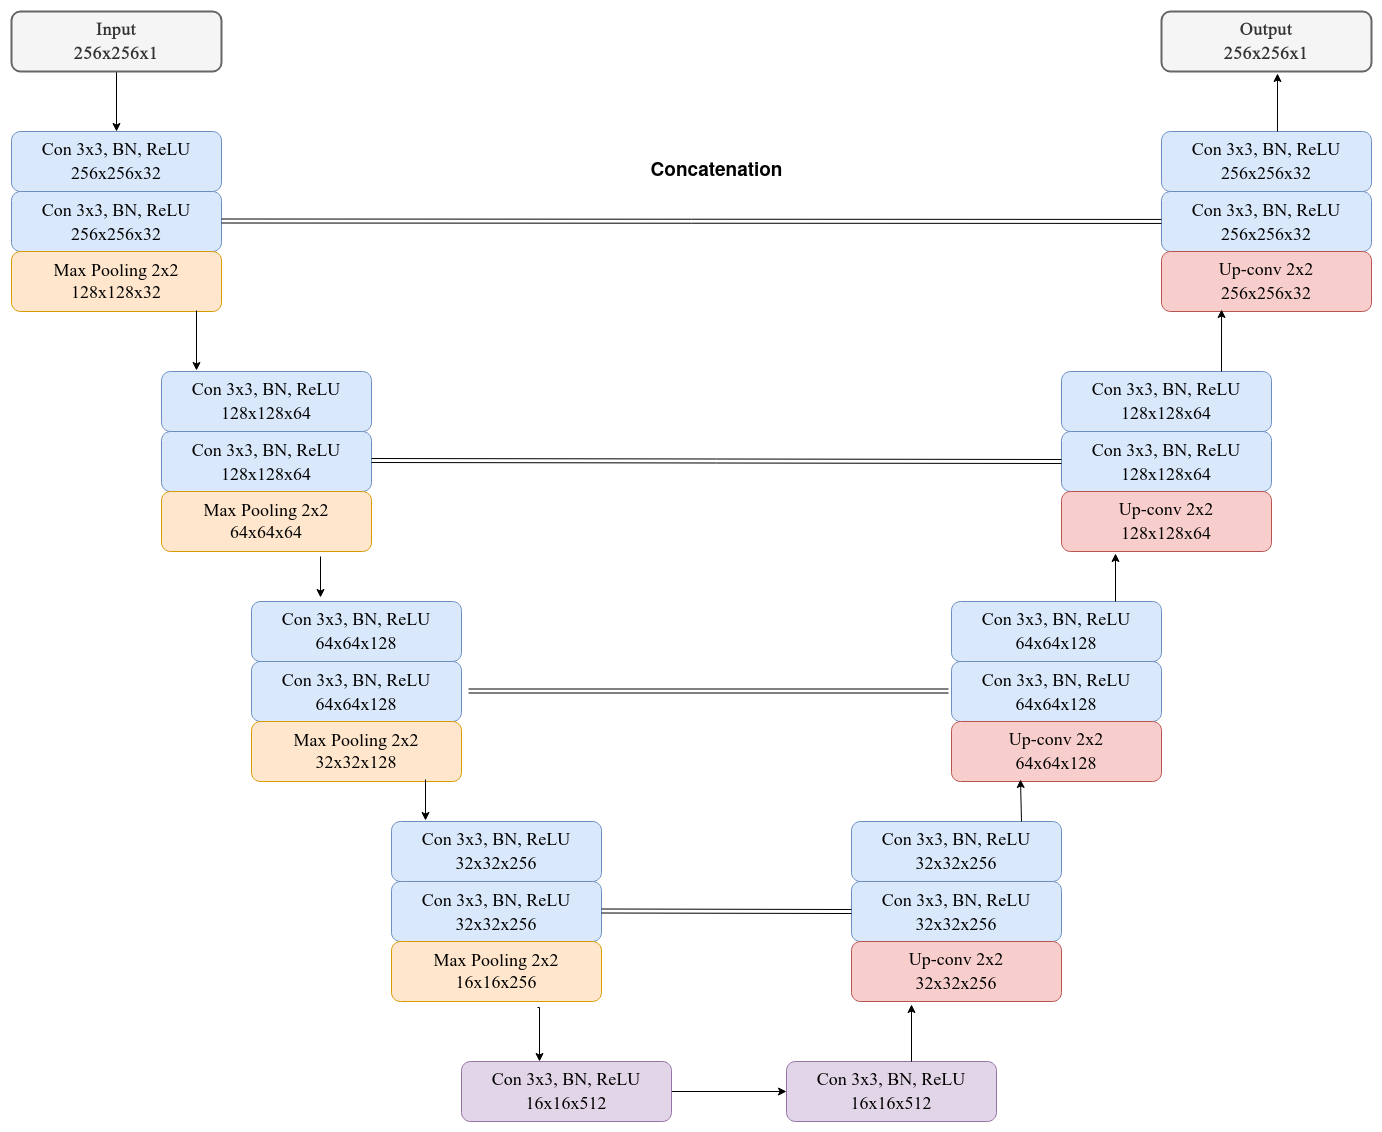 Input
256x256x1
Output
256x256x1
Con 3x3, BN, ReLU
256x256x32
Con 3x3, BN, ReLU
256x256x32
Max Pooling 2x2
128x128x32
Concatenation
Con 3x3, BN, ReLU
256x256x32
Con 3x3, BN, ReLU
256x256x32
Up-conv 2x2
256x256x32
Con 3x3, BN, ReLU
128x128x64
Con 3x3, BN, ReLU
128x128x64
Max Pooling 2x2
64x64x64
Con 3x3, BN, ReLU
128x128x64
Con 3x3, BN, ReLU
128x128x64
Up-conv 2x2
128x128x64
Con 3x3, BN, ReLU
64x64x128
Con 3x3, BN, ReLU
64x64x128
Max Pooling 2x2
32x32x128
Con 3x3, BN, ReLU
64x64x128
Con 3x3, BN, ReLU
64x64x128
Up-conv 2x2
64x64x128
Con 3x3, BN, ReLU
32x32x256
Con 3x3, BN, ReLU
32x32x256
Max Pooling 2x2
16x16x256
Con 3x3, BN, ReLU
32x32x256
Con 3x3, BN, ReLU
32x32x256
Up-conv 2x2
32x32x256
Con 3x3, BN, ReLU
16x16x512
Con 3x3, BN, ReLU
16x16x512